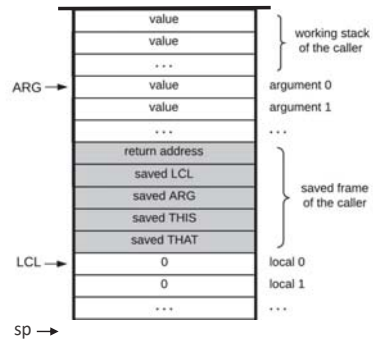 value
value
working stack
of the caller
...
ARG
value
argument 0
value
argument 1
...
...
return address
saved LCL
saved ARG
saved frame
of the caller
saved THIS
saved THAT
LCL
0
local 0
0
local 1
...
...
sp